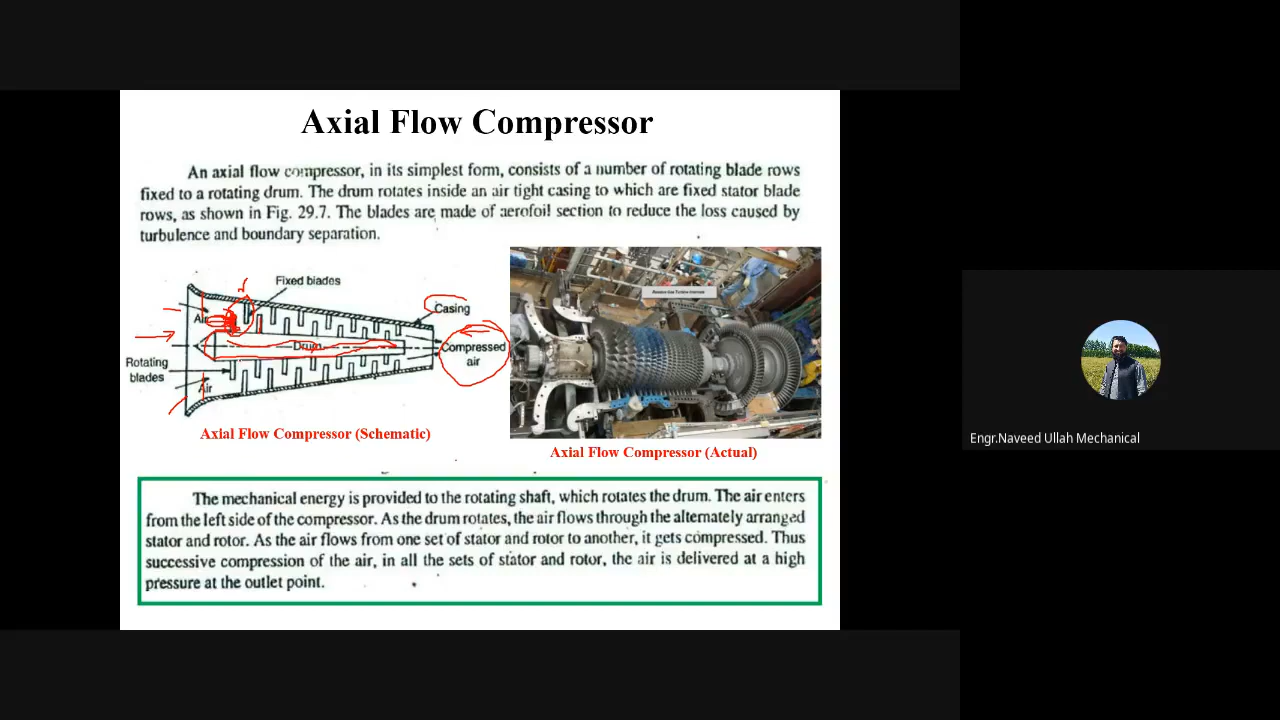 Axial Flow Compressor
An axial flow compressor, in its simplest form, consists of a number of rotating blade rows
fixed to a rotating drum. The drum rotates inside an air tight casing to which are fixed stator blade
rows, as shown in Fig. 29.7. The blades are made of aerofoil section to reduce the loss caused by
turbulence and boundary separation.
Fixed blades
Casing
Air
Drum
Compressed
air
Rotating
blades
Air
Axial Flow Compressor (Schematic)
Axial Flow Compressor (Actual)
The mechanical energy is provided to the rotating shaft, which rotates the drum. The air enters
from the left side of the compressor. As the drum rotates, the air flows through the alternately arranged
stator and rotor. As the air flows from one set of stator and rotor to another, it gets compressed. Thus
successive compression of the air, in all the sets of stator and rotor, the air is delivered at a high
pressure at the outlet point.
Engr.Naveed Ullah Mechanical